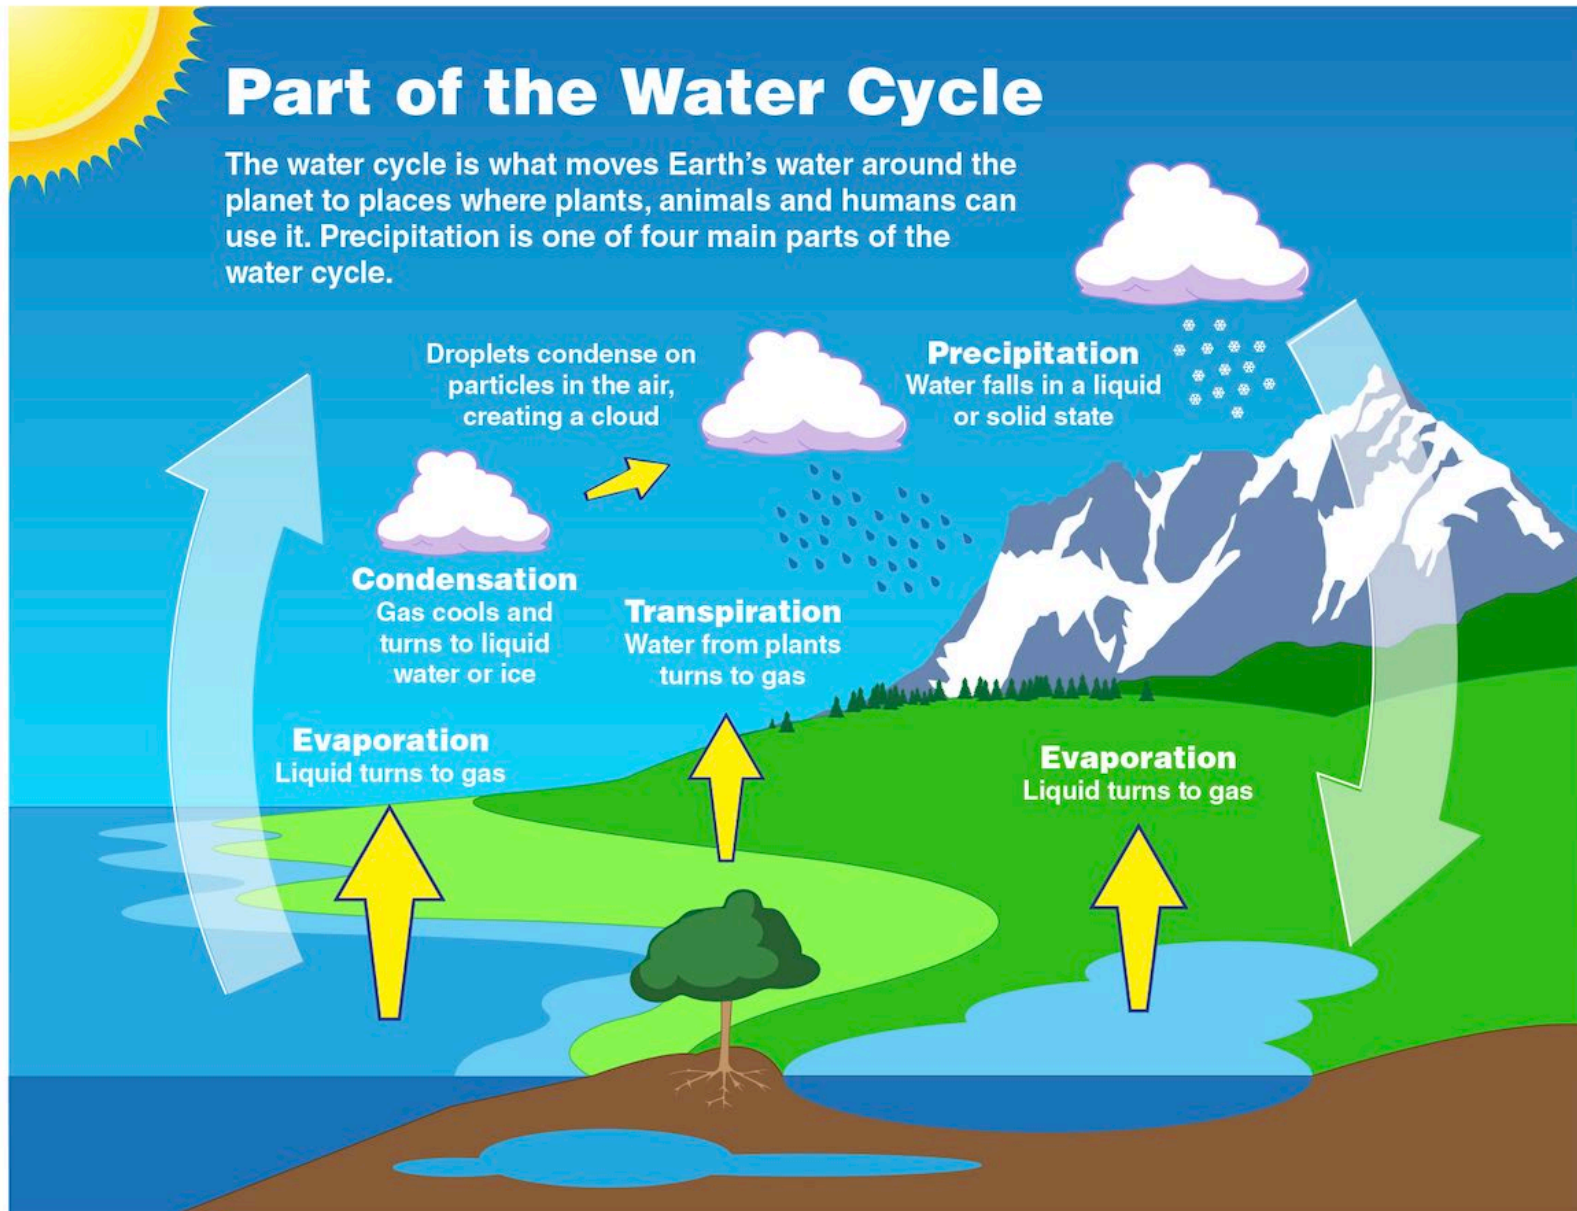 Part of the Water Cycle
The water cycle is what moves Earth’s water around the
planet to places where plants, animals and humans can
use it. Precipitation is one of four main parts of the
water cycle.
Droplets condense on
particles in the air,
creating a cloud
Precipitation
Water falls in a liquid
or solid state
Condensation
Gas cools and
turns to liquid
water or ice
Transpiration
Water from plants
turns to gas
Evaporation
Liquid turns to gas
Evaporation
Liquid turns to gas